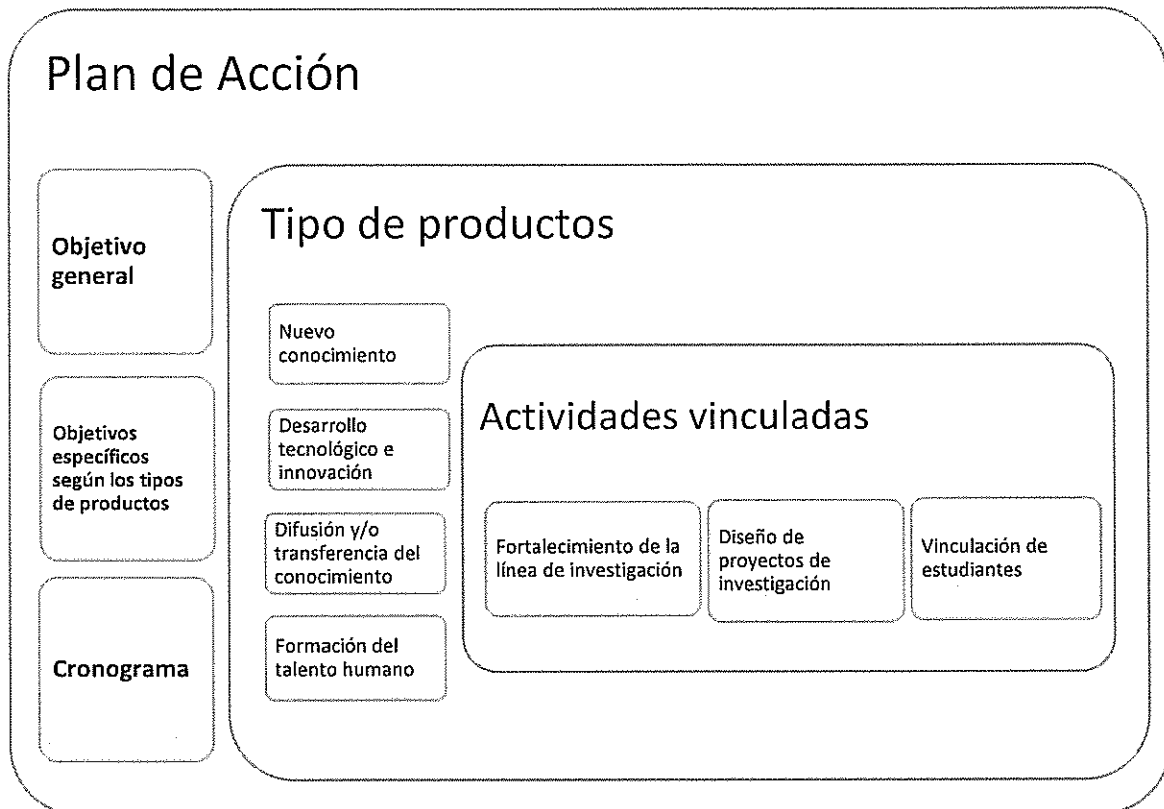 Plan de Acción
Objetivo
general
Objetivos
específicos
según los tipos
de productos
Cronograma
Tipo de productos
Nuevo
conocimiento
Desarrollo
tecnológico e
innovación
Difusión y/o
transferencia del
conocimiento
Formación del
talento humano
Actividades vinculadas
Fortalecimiento de la
línea de investigación
Diseño de
proyectos de
investigación
Vinculación de
estudiantes